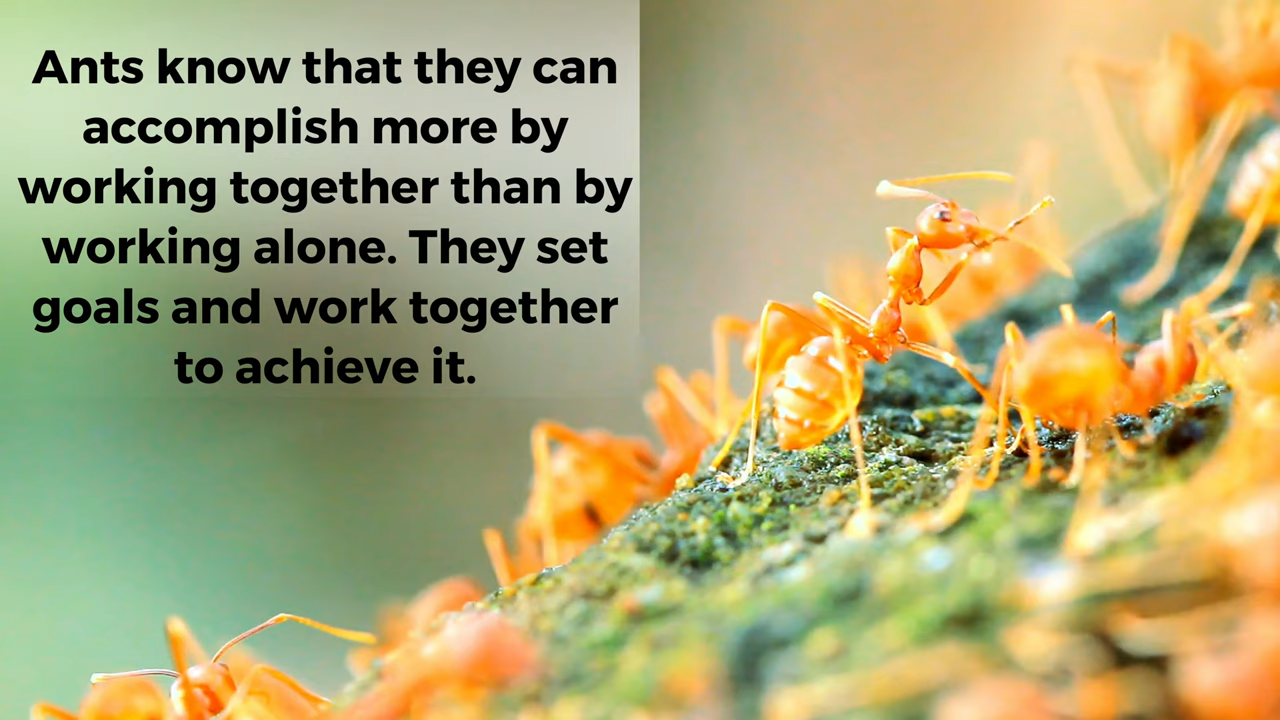 Ants know that they can
accomplish more by
working together than by
working alone. They set
goals and work together
to achieve it.